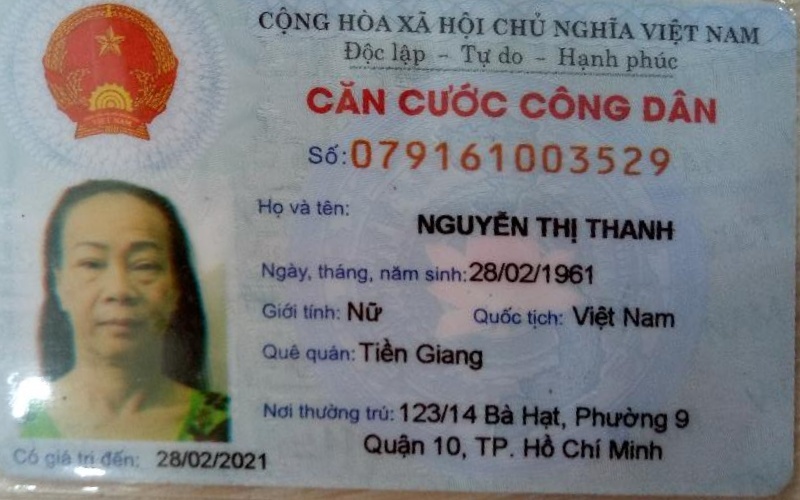 CỘNG HÒA XÃ HỘI CHỦ NGHĨA VIỆT NAM
Độc lập - Tự do - Hạnh phúc
CĂN CƯỚC CÔNG DÂN
Số: 079161003529
Họ và tên: NGUYỄN THỊ THANH
Ngày, tháng, năm sinh: 28/02/1961
Giới tính: Nữ Quốc tịch: Việt Nam
Quê quán: Tiền Giang
Nơi thường trú: 123/14 Bà Hạt, Phường 9
Quận 10, TP. Hồ Chí Minh
Có giá trị đến: 28/02/2021
VIỆT NAM